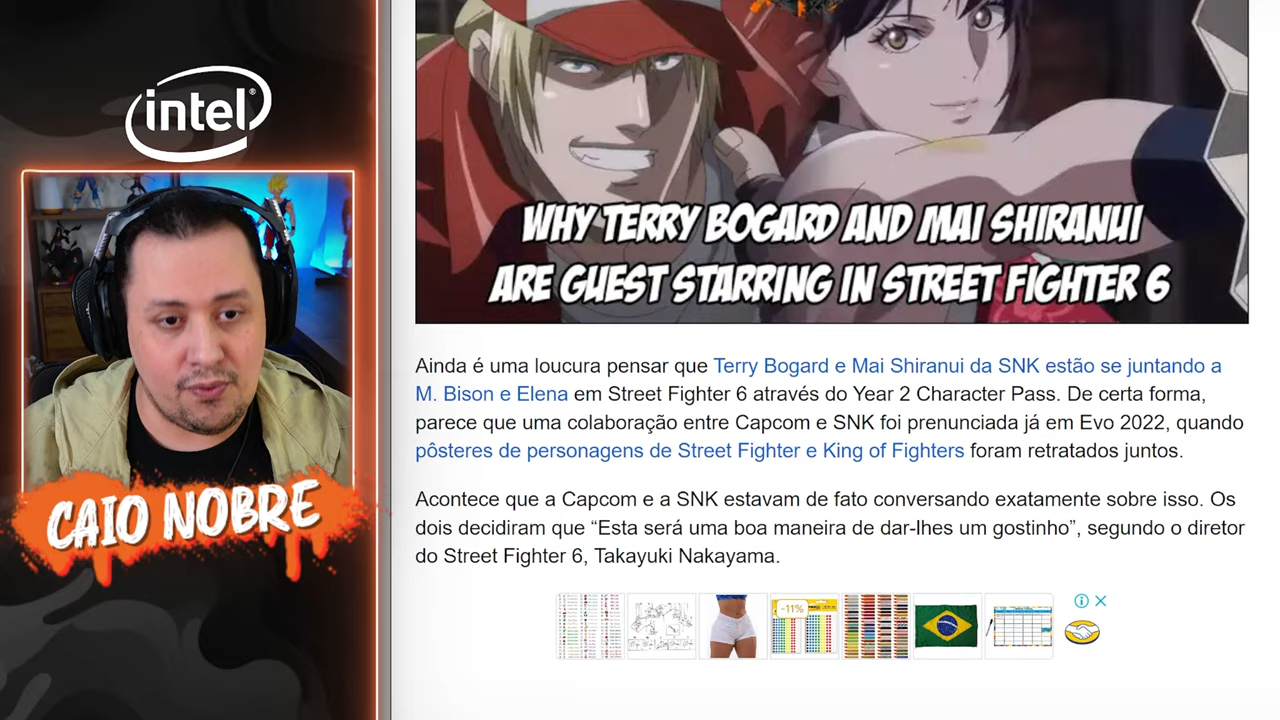 intel
CAIO NOBRE
WHY TERRY BOGARD AND MAI SHIRANUI
ARE GUEST STARRING IN STREET FIGHTER 6
Ainda é uma loucura pensar que Terry Bogard e Mai Shiranui da SNK estão se juntando a
M. Bison e Elena em Street Fighter 6 através do Year 2 Character Pass. De certa forma,
parece que uma colaboração entre Capcom e SNK foi prenunciada já em Evo 2022, quando
pôsteres de personagens de Street Fighter e King of Fighters foram retratados juntos.
Acontece que a Capcom e a SNK estavam de fato conversando exatamente sobre isso. Os
dois decidiram que “Esta será uma boa maneira de dar-lhes um gostinho”, segundo o diretor
do Street Fighter 6, Takayuki Nakayama.
-11%